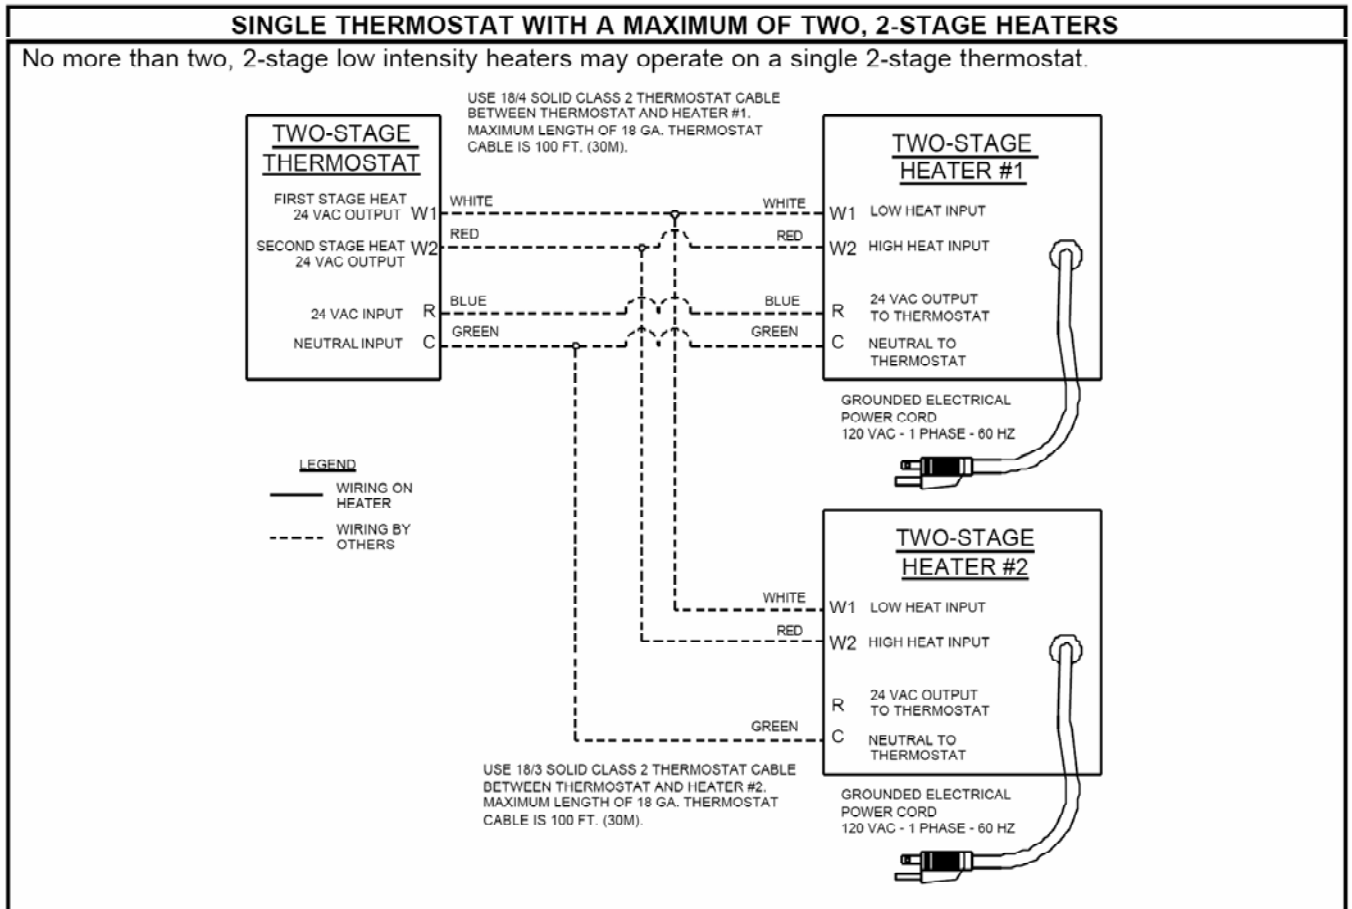 SINGLE THERMOSTAT WITH A MAXIMUM OF TWO, 2-STAGE HEATERS
No more than two, 2-stage low intensity heaters may operate on a single 2-stage thermostat.
USE 18/4 SOLID CLASS 2 THERMOSTAT CABLE
BETWEEN THERMOSTAT AND HEATER #1.
MAXIMUM LENGTH OF 18 GA. THERMOSTAT
CABLE IS 100 FT. (30M).
TWO-STAGE
THERMOSTAT
FIRST STAGE HEAT
24 VAC OUTPUT W1
SECOND STAGE HEAT W2
24 VAC OUTPUT
24 VAC INPUT R
NEUTRAL INPUT C
WHITE
RED
BLUE
GREEN
WHITE
RED
BLUE
GREEN
TWO-STAGE
HEATER #1
W1 LOW HEAT INPUT
W2 HIGH HEAT INPUT
R 24 VAC OUTPUT
TO THERMOSTAT
C NEUTRAL TO
THERMOSTAT
GROUNDED ELECTRICAL
POWER CORD
120 VAC - 1 PHASE - 60 HZ
LEGEND
WIRING ON
HEATER
WIRING BY
OTHERS
TWO-STAGE
HEATER #2
WHITE
RED
GREEN
W1 LOW HEAT INPUT
W2 HIGH HEAT INPUT
R 24 VAC OUTPUT
TO THERMOSTAT
C NEUTRAL TO
THERMOSTAT
USE 18/3 SOLID CLASS 2 THERMOSTAT CABLE
BETWEEN THERMOSTAT AND HEATER #2.
MAXIMUM LENGTH OF 18 GA. THERMOSTAT
CABLE IS 100 FT. (30M).
GROUNDED ELECTRICAL
POWER CORD
120 VAC - 1 PHASE - 60 HZ